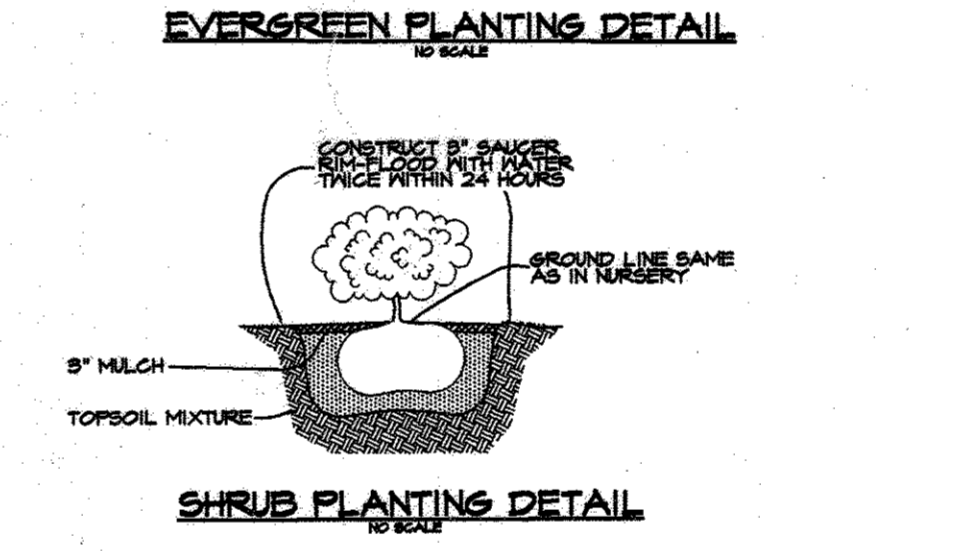 EVERGREEN PLANTING DETAIL
NO SCALE
CONSTRUCT 3" SAUCER
RIM-FLOOD WITH WATER
TWICE WITHIN 24 HOURS
GROUND LINE SAME
AS IN NURSERY
3" MULCH
TOPSOIL MIXTURE
SHRUB PLANTING DETAIL
NO SCALE